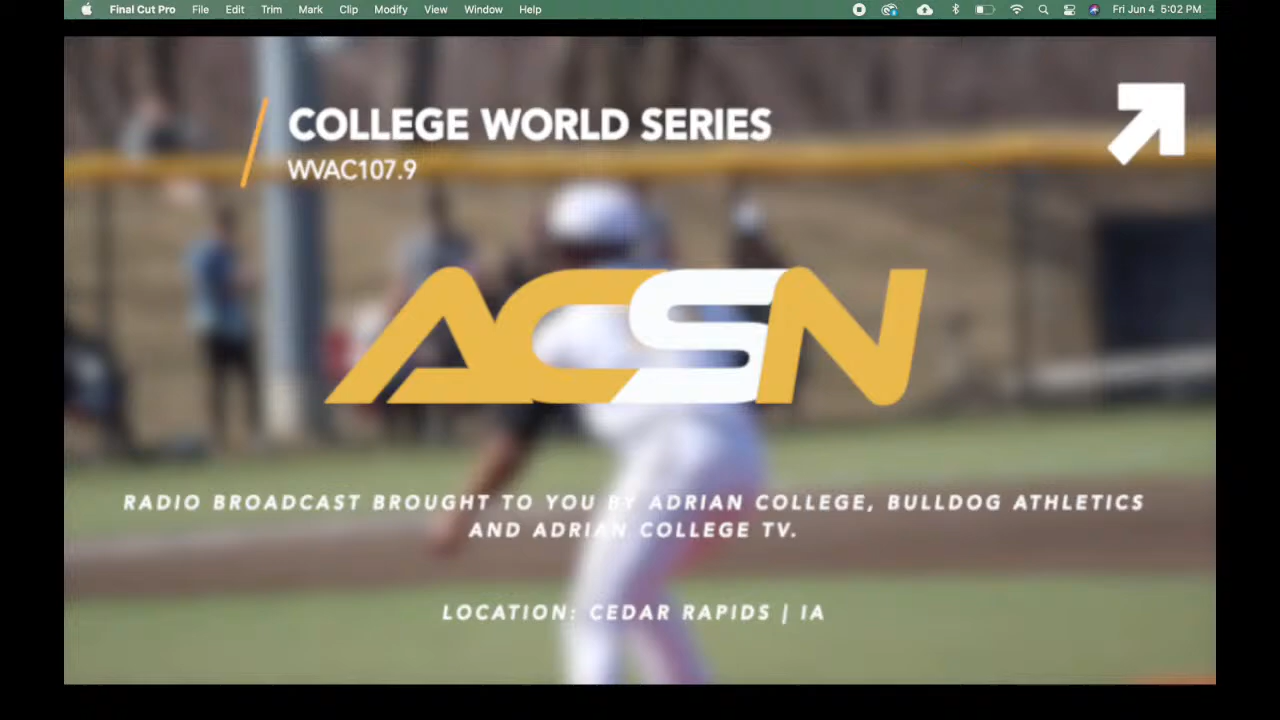 Final Cut Pro File Edit Trim Mark Clip Modify View Window Help Fri Jun 4 5:02 PM
COLLEGE WORLD SERIES
WVAC107.9
ACSN
RADIO BROADCAST BROUGHT TO YOU BY ADRIAN COLLEGE, BULLDOG ATHLETICS
AND ADRIAN COLLEGE TV.
LOCATION: CEDAR RAPIDS | IA